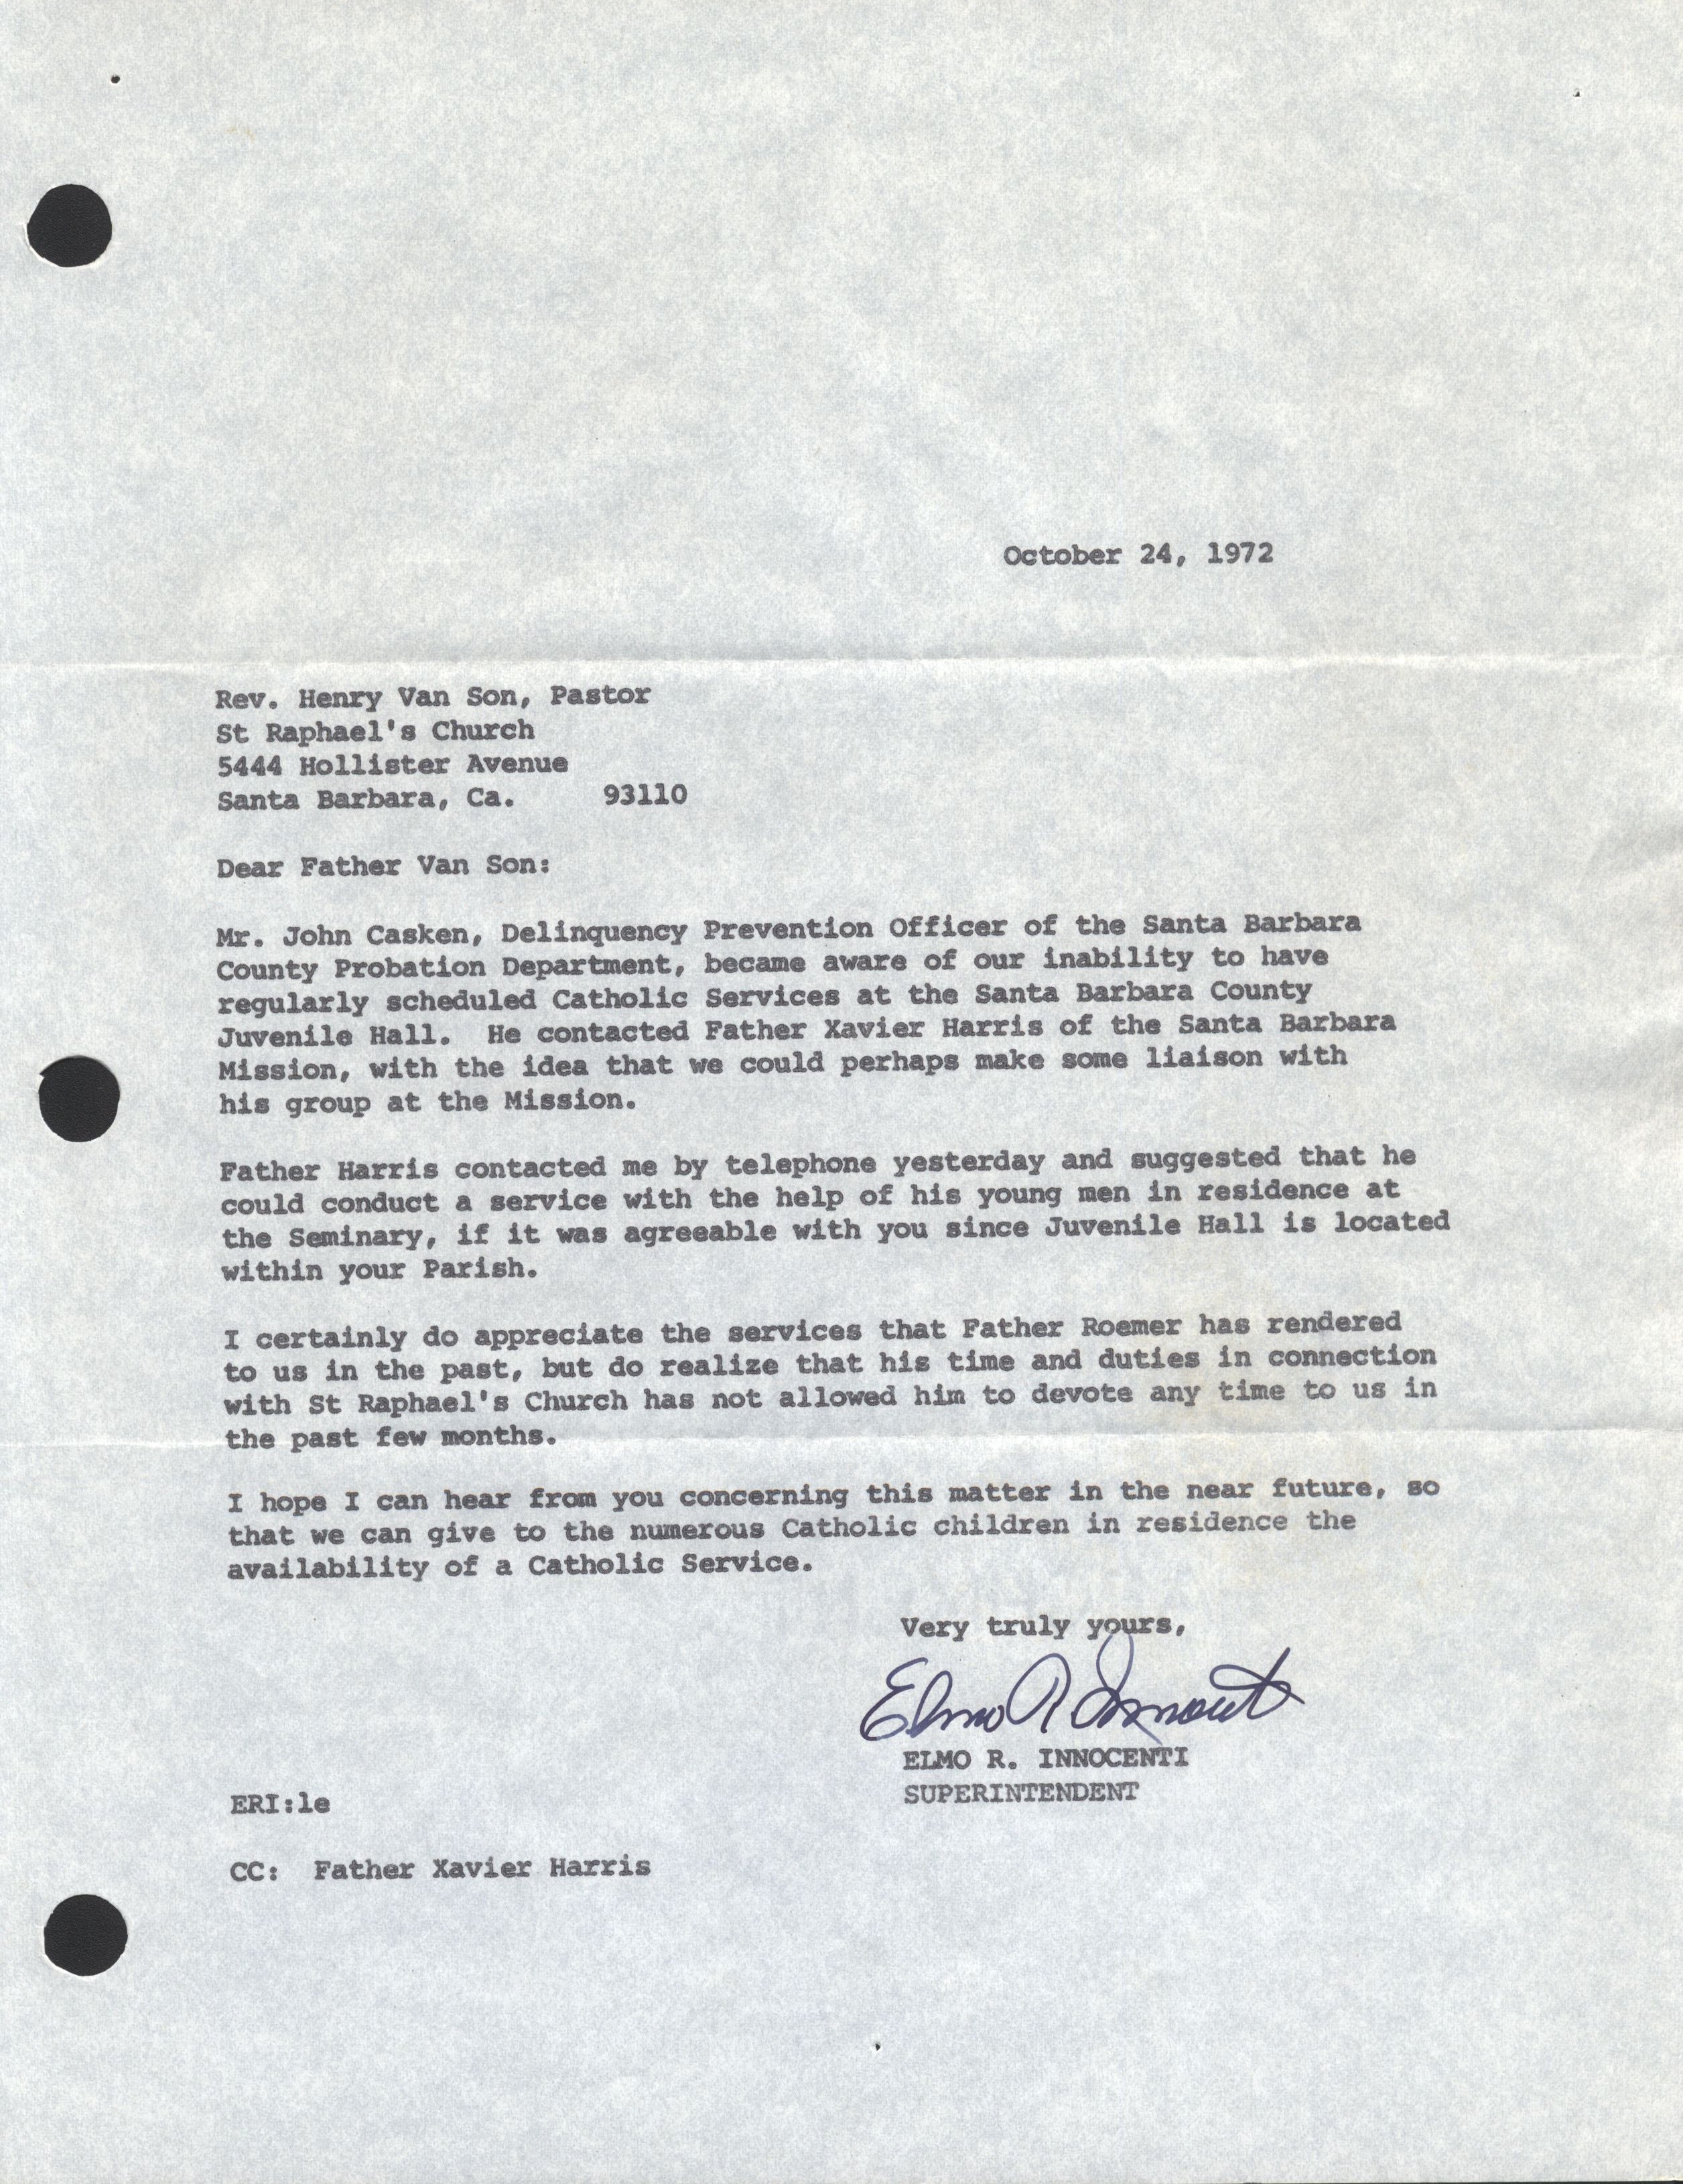 October 24, 1972
Rev. Henry Van Son, Pastor
St Raphael's Church
5444 Hollister Avenue
Santa Barbara, Ca. 93110
Dear Father Van Son:
Mr. John Casken, Delinquency Prevention Officer of the Santa Barbara
County Probation Department, became aware of our inability to have
regularly scheduled Catholic Services at the Santa Barbara County
Juvenile Hall. He contacted Father Xavier Harris of the Santa Barbara
Mission, with the idea that we could perhaps make some liaison with
his group at the Mission.
Father Harris contacted me by telephone yesterday and suggested that he
could conduct a service with the help of his young men in residence at
the Seminary, if it was agreeable with you since Juvenile Hall is located
within your Parish.
I certainly do appreciate the services that Father Roemer has rendered
to us in the past, but do realize that his time and duties in connection
with St Raphael's Church has not allowed him to devote any time to us in
the past few months.
I hope I can hear from you concerning this matter in the near future, so
that we can give to the numerous Catholic children in residence the
availability of a Catholic Service.
Very truly yours,
Elmo R Innocenti
ELMO R. INNOCENTI
SUPERINTENDENT
ERI:le
CC: Father Xavier Harris